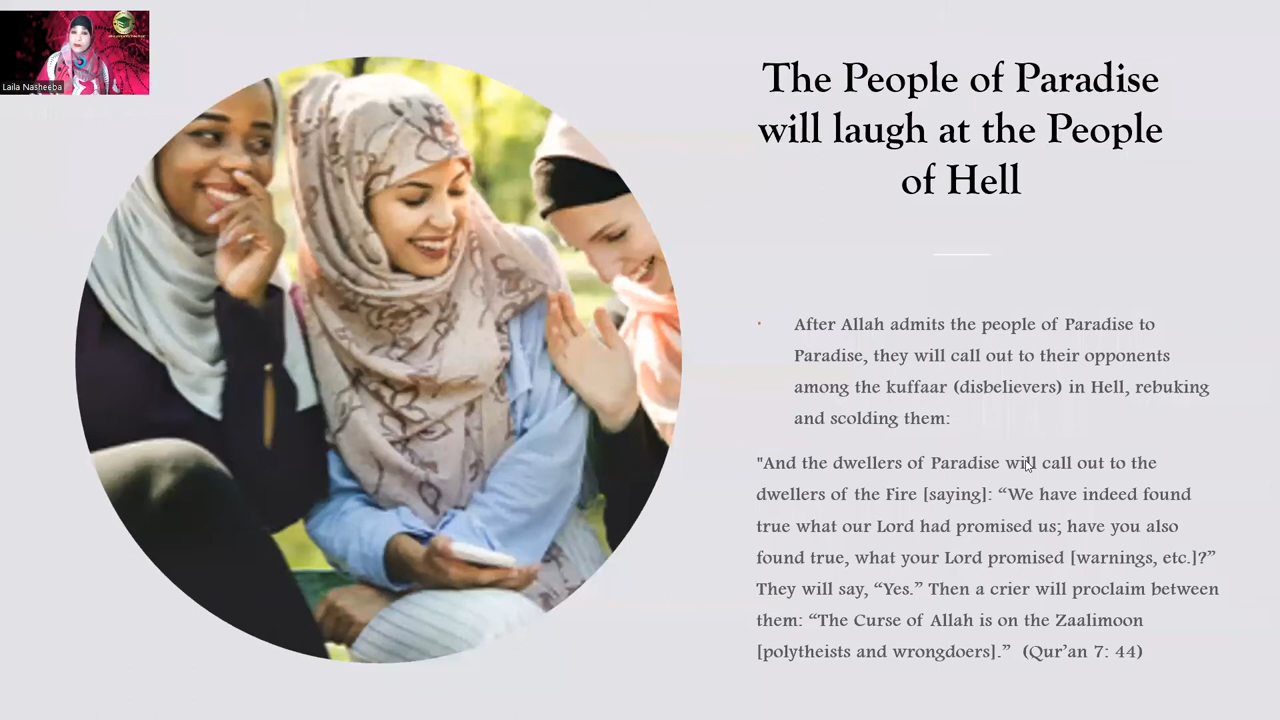 Laila Nasheeba
The People of Paradise
will laugh at the People
of Hell
· After Allah admits the people of Paradise to
Paradise, they will call out to their opponents
among the kuffaar (disbelievers) in Hell, rebuking
and scolding them:
"And the dwellers of Paradise will call out to the
dwellers of the Fire [saying]: “We have indeed found
true what our Lord had promised us; have you also
found true, what your Lord promised [warnings, etc.]?”
They will say, “Yes.” Then a crier will proclaim between
them: “The Curse of Allah is on the Zaalimoon
[polytheists and wrongdoers].” (Qur’an 7: 44)